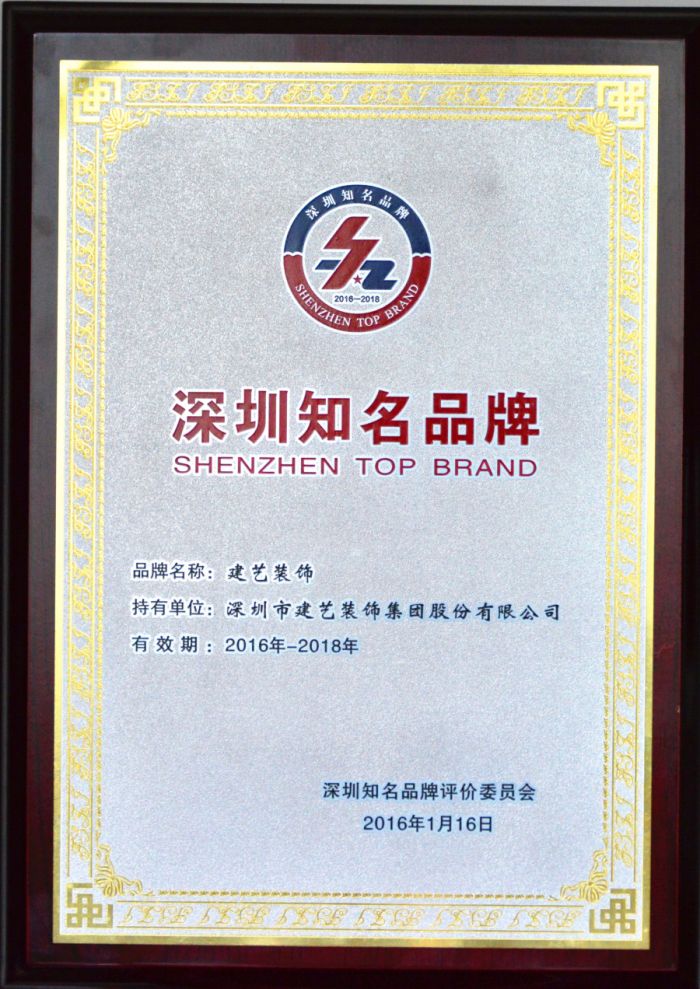 深圳知名品牌
2016—2018
SHENZHEN TOP BRAND
深圳知名品牌
SHENZHEN TOP BRAND
品牌名称：建艺装饰
持有单位：深圳市建艺装饰集团股份有限公司
有效期：2016年-2018年
深圳知名品牌评价委员会
2016年1月16日